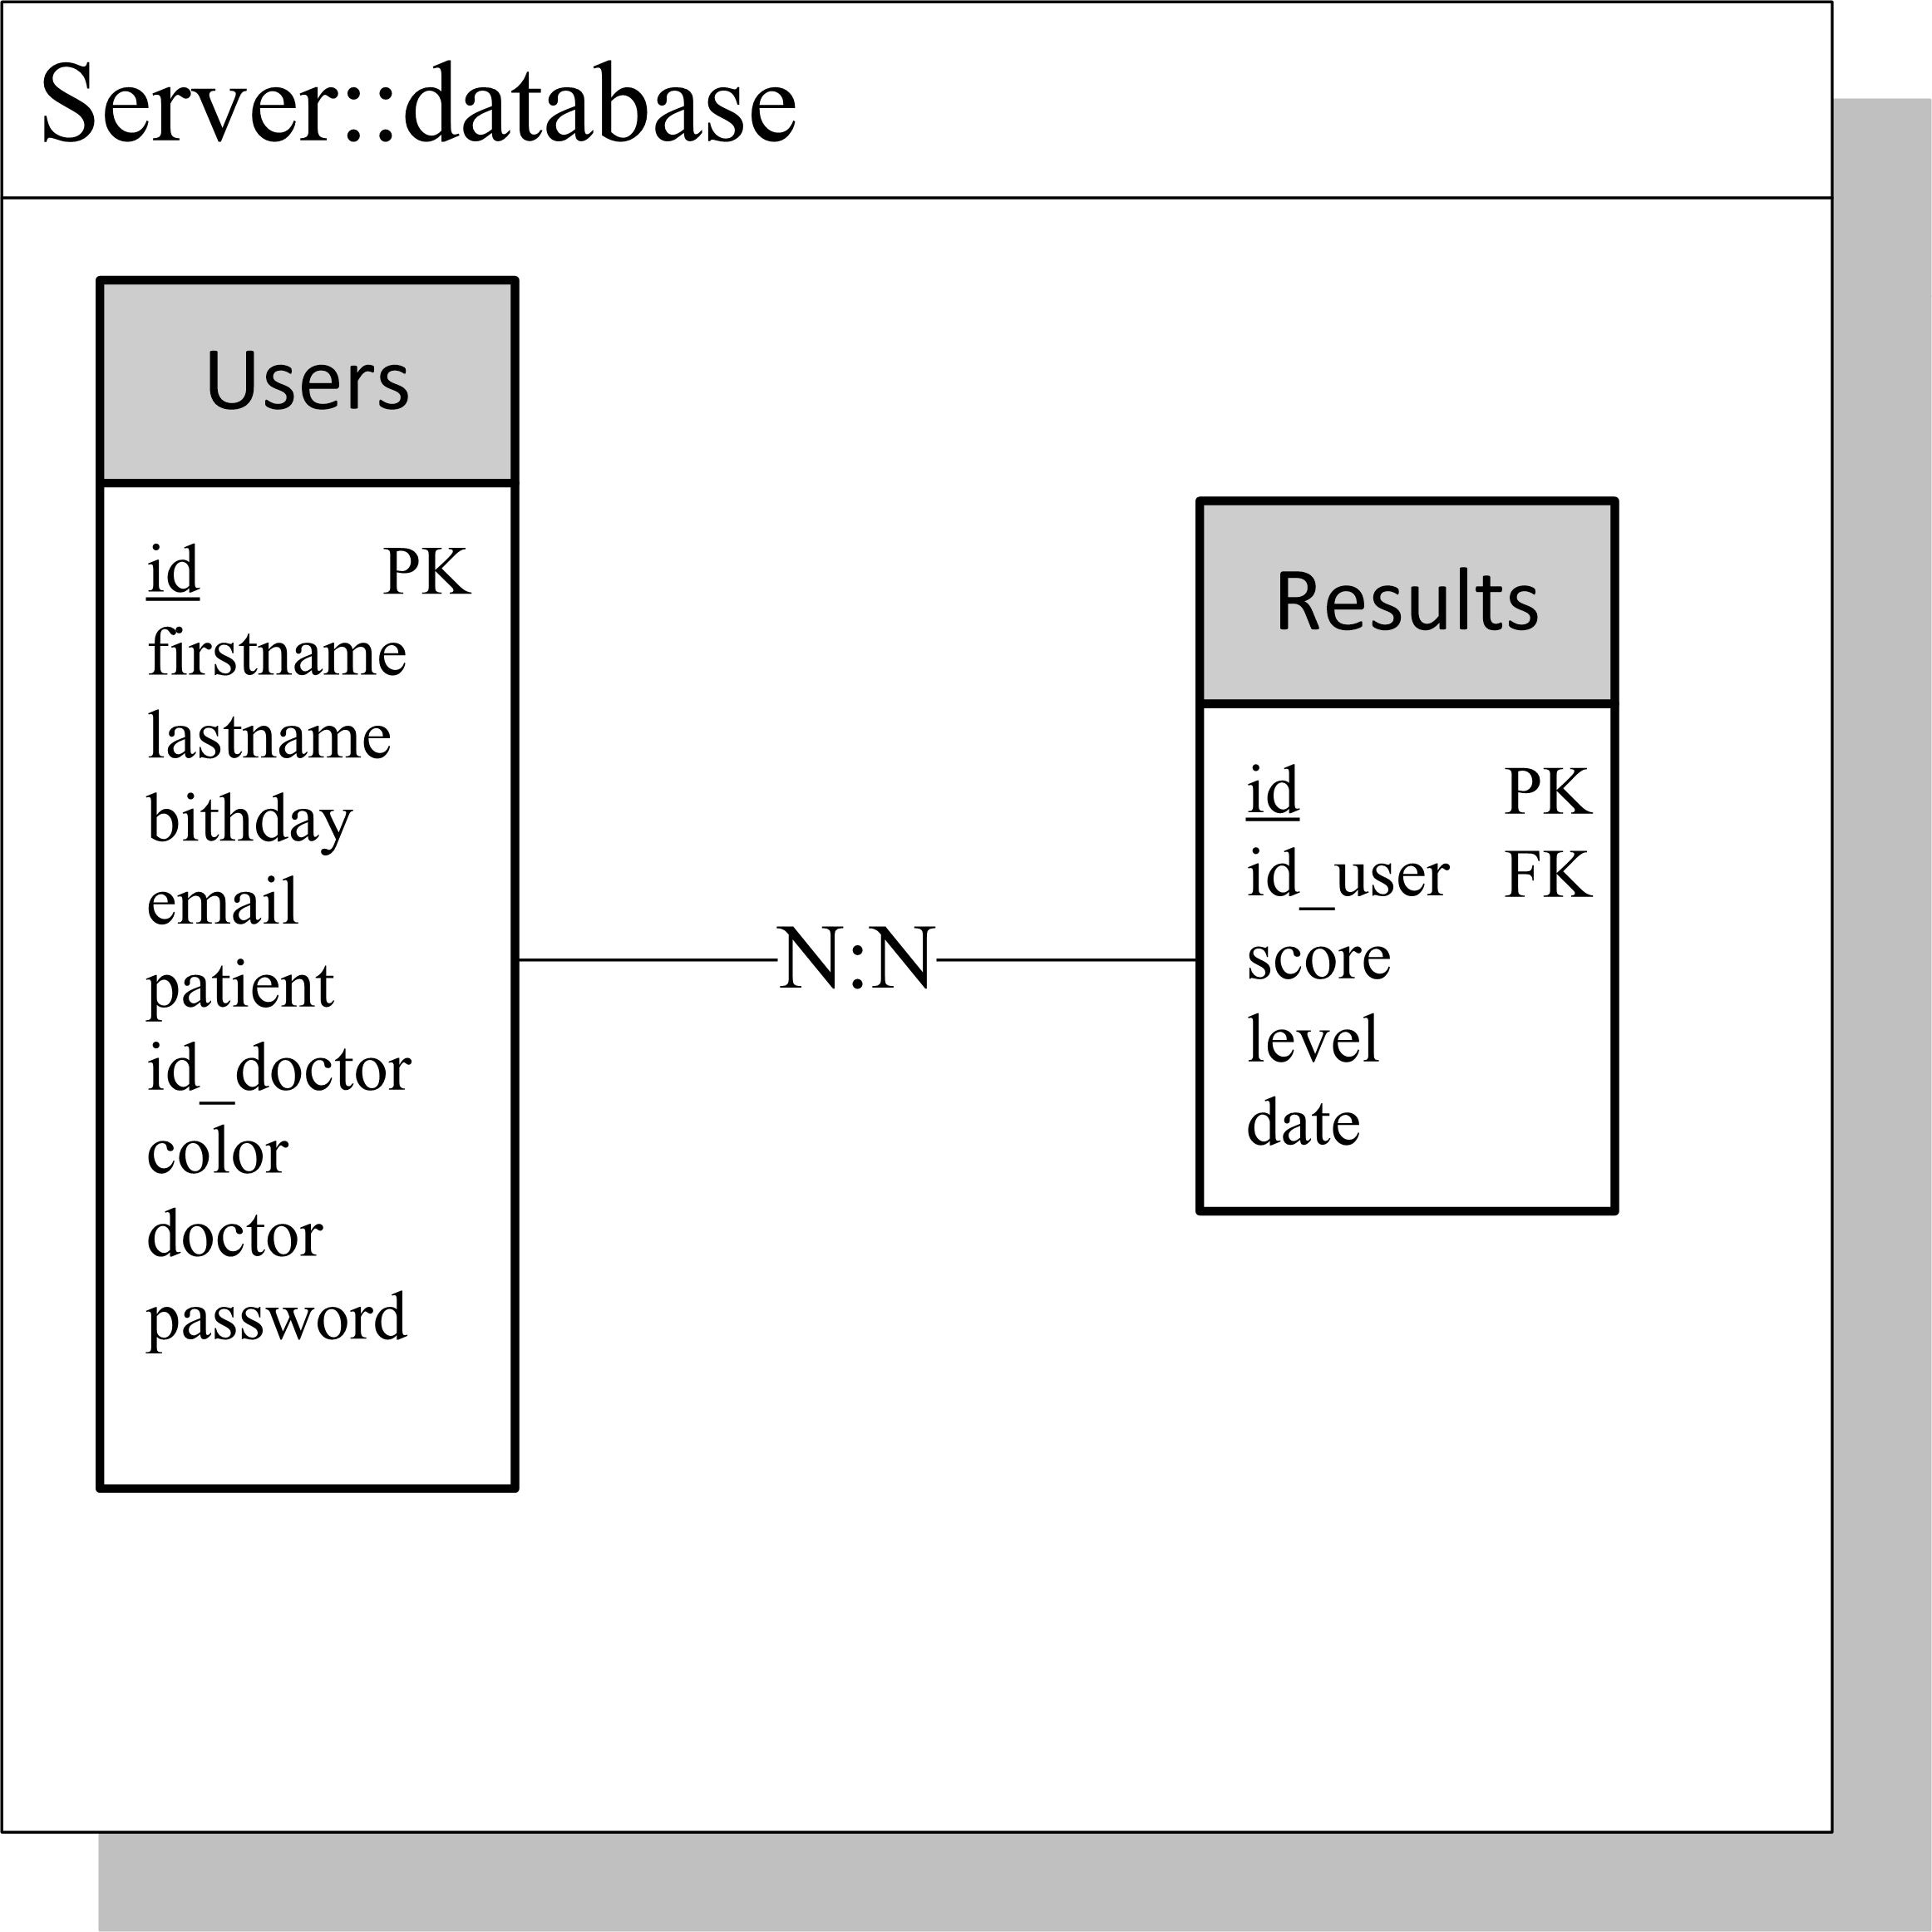 Server::database
Users
id PK
firstname
lastname
bithday
email
patient
id_doctor
color
doctor
password
N:N
Results
id PK
id_user FK
score
level
date